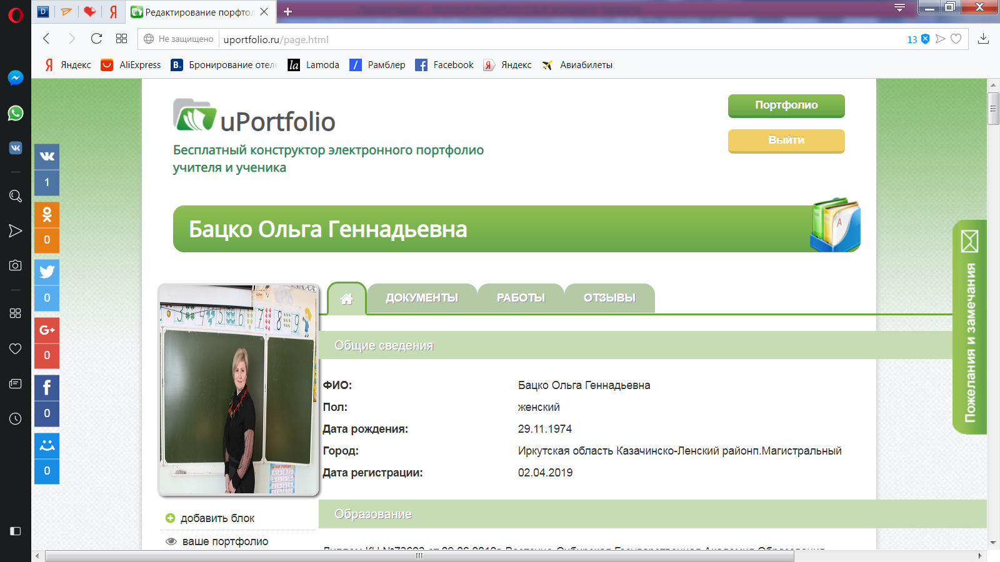 Редактирование порфтол
Не защищено
uportfolio.ru/page.html
13
Яндекс
AliExpress
Бронирование отеле
Lamoda
Рамблер
Facebook
Яндекс
Авиабилеты
uPortfolio
Бесплатный конструктор электронного портфолио
учителя и ученика
Портфолио
Выйти
Бацко Ольга Геннадьевна
1
0
0
G+
0
0
0
ДОКУМЕНТЫ
РАБОТЫ
ОТЗЫВЫ
Общие сведения
ФИО: Бацко Ольга Геннадьевна
Пол: женский
Дата рождения: 29.11.1974
Город: Иркутская область Казачинско-Ленский районп.Магистральный
Дата регистрации: 02.04.2019
Образование
добавить блок
ваше портфолио
Пожелания и замечания